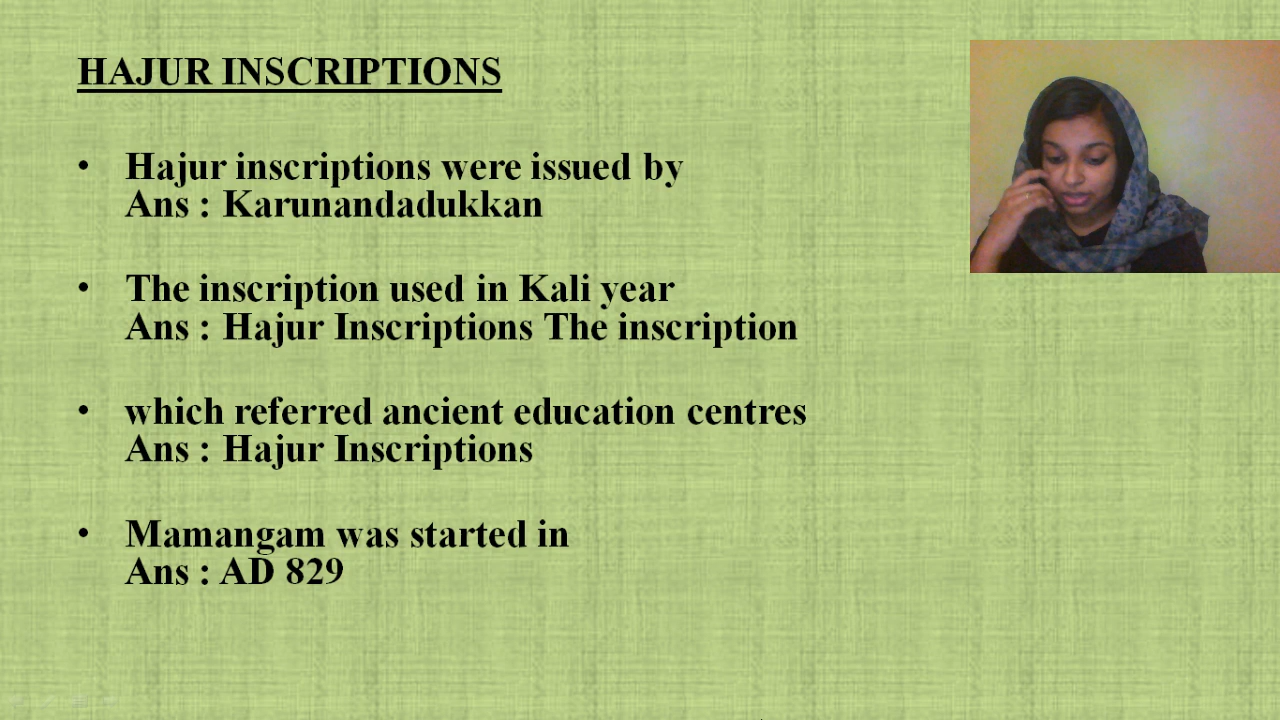 HAJUR INSCRIPTIONS
• Hajur inscriptions were issued by
Ans : Karunandadukkan
• The inscription used in Kali year
Ans : Hajur Inscriptions The inscription
• which referred ancient education centres
Ans : Hajur Inscriptions
• Mamangam was started in
Ans : AD 829